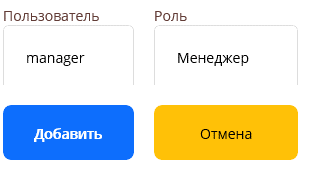 Пользователь Роль
manager Менеджер
Добавить Отмена